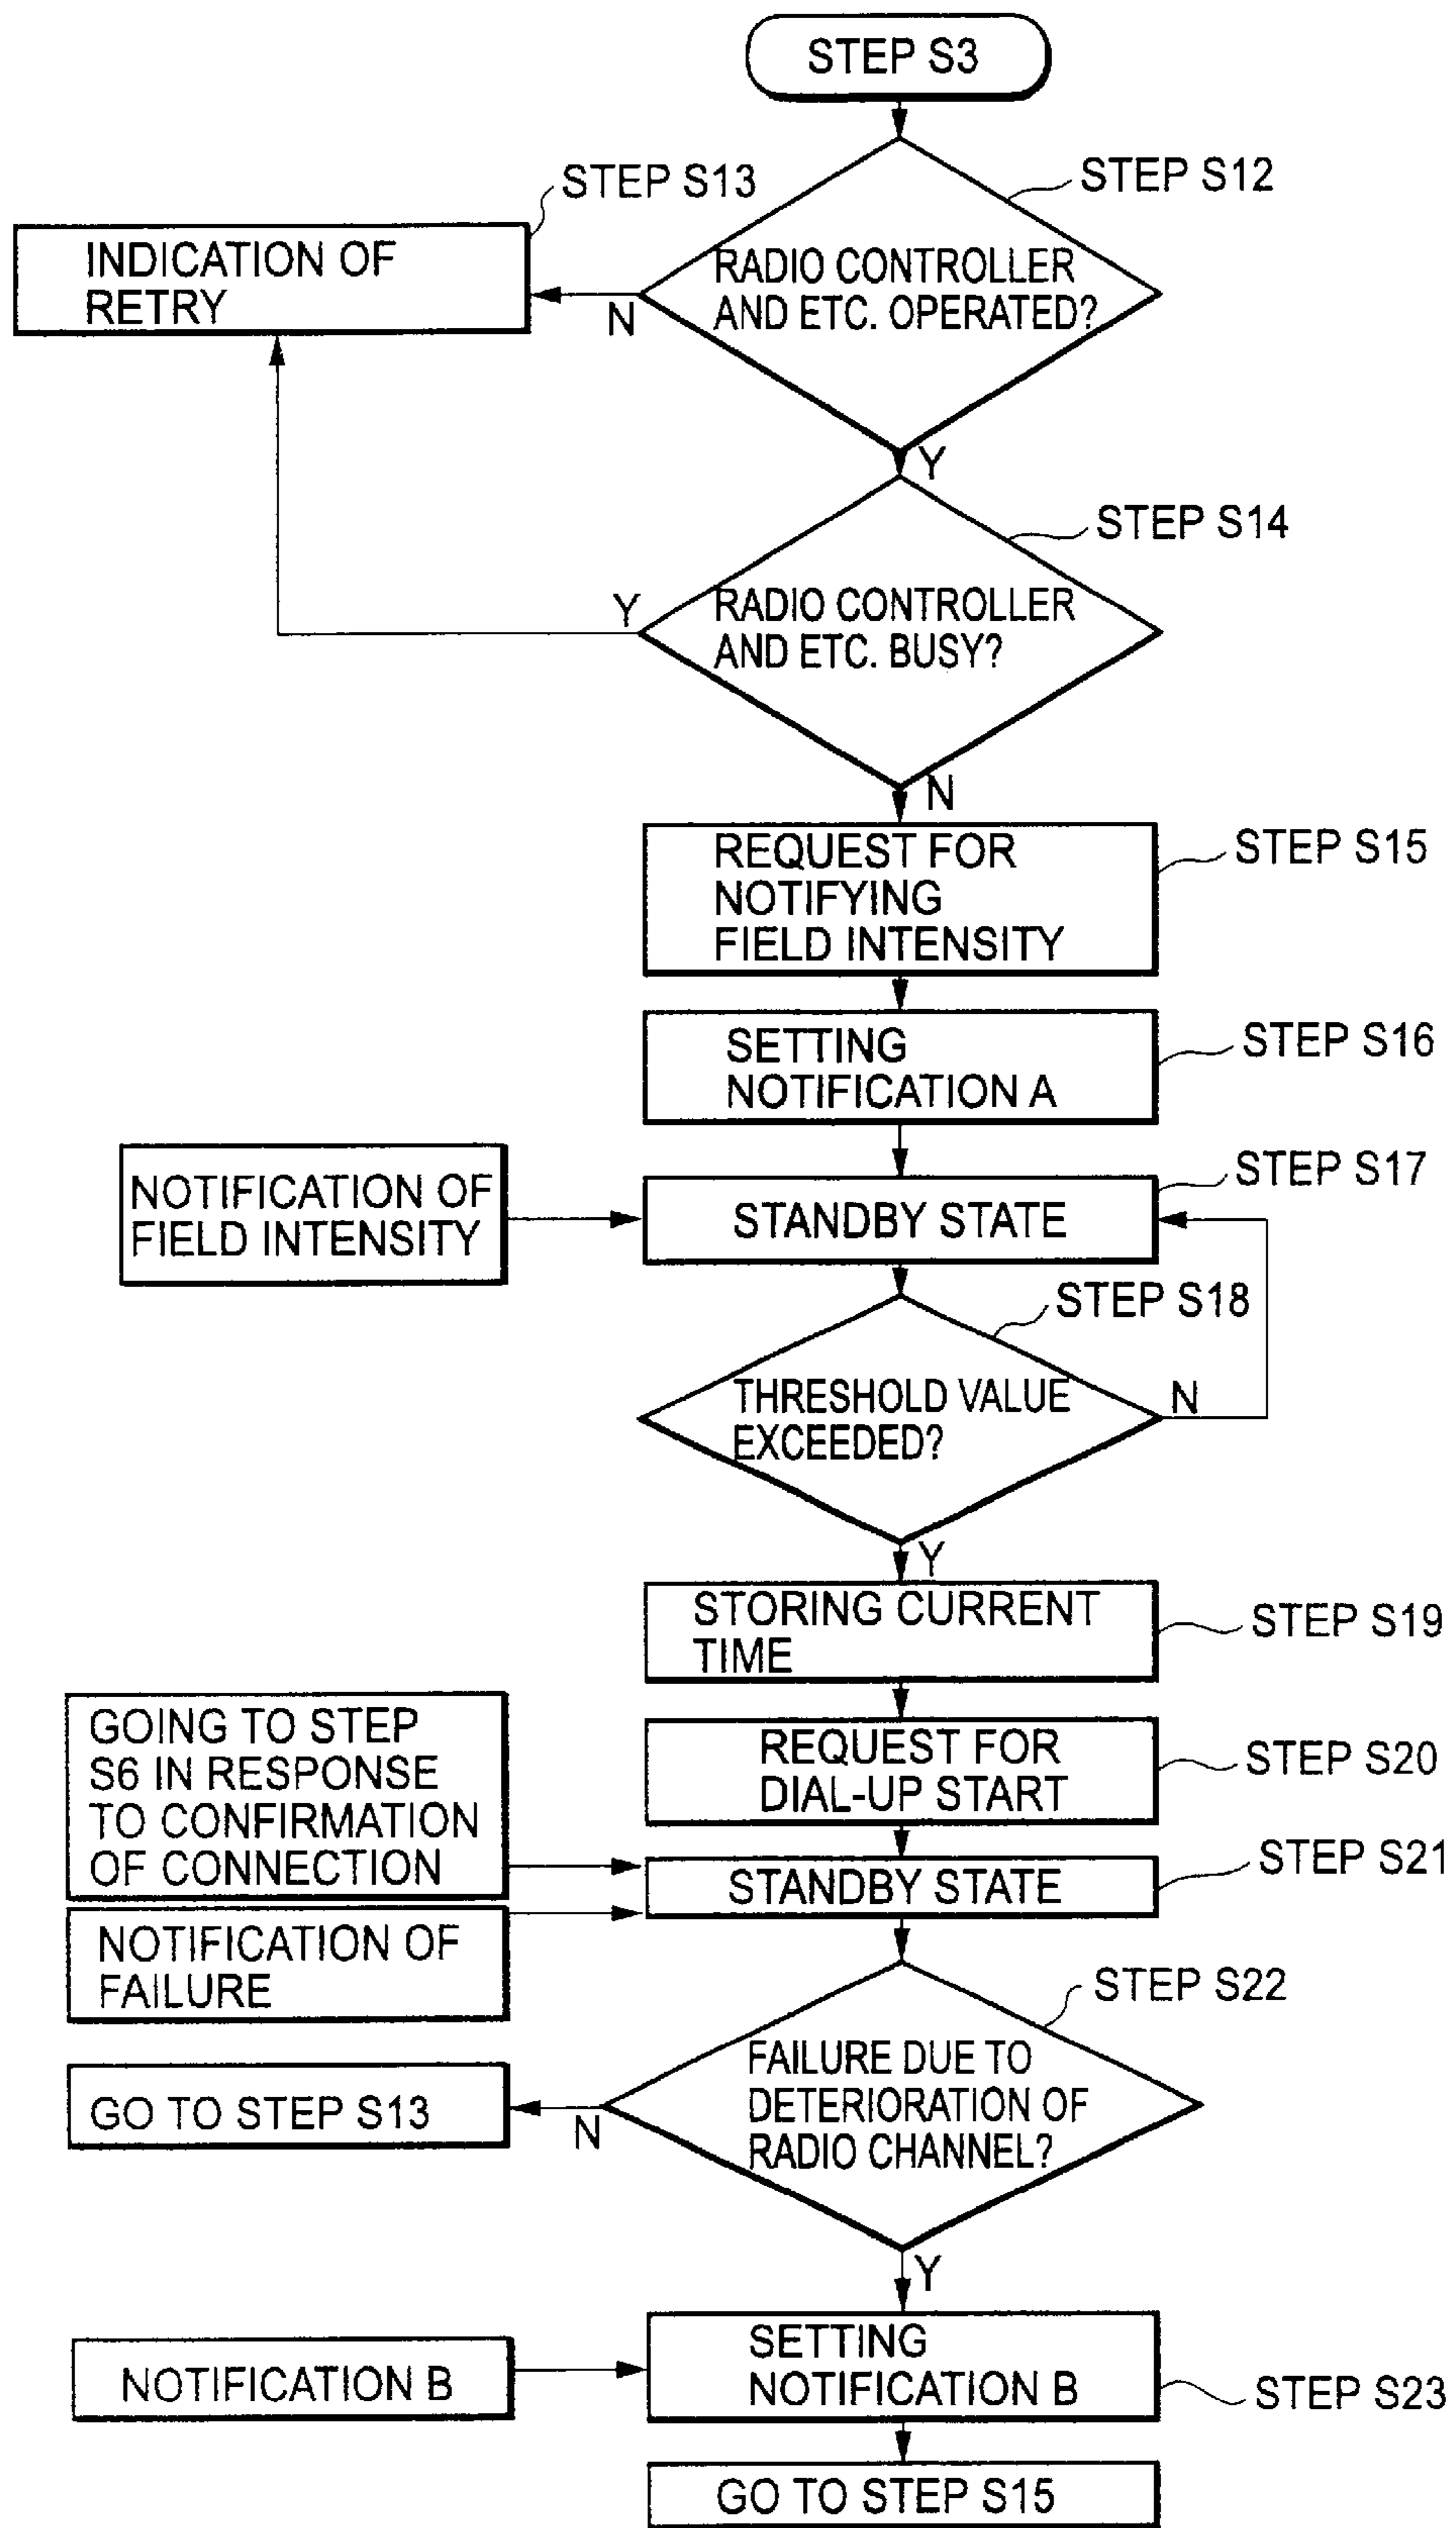 STEP S3
STEP S12
STEP S13
RADIO CONTROLLER
AND ETC. OPERATED?
INDICATION OF
RETRY
N
Y
STEP S14
RADIO CONTROLLER
AND ETC. BUSY?
Y
N
REQUEST FOR
NOTIFYING
FIELD INTENSITY
STEP S15
SETTING
NOTIFICATION A
STEP S16
NOTIFICATION OF
FIELD INTENSITY
STANDBY STATE
STEP S17
STEP S18
THRESHOLD VALUE
EXCEEDED?
N
Y
STORING CURRENT
TIME
STEP S19
GOING TO STEP
S6 IN RESPONSE
TO CONFIRMATION
OF CONNECTION
REQUEST FOR
DIAL-UP START
STEP S20
STANDBY STATE
STEP S21
NOTIFICATION OF
FAILURE
STEP S22
FAILURE DUE TO
DETERIORATION OF
RADIO CHANNEL?
N
GO TO STEP S13
Y
NOTIFICATION B
SETTING
NOTIFICATION B
STEP S23
GO TO STEP S15